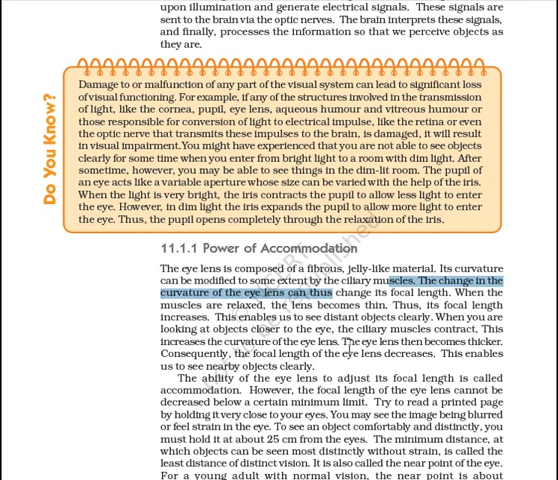 upon illumination and generate electrical signals. These signals are
sent to the brain via the optic nerves. The brain interprets these signals,
and finally, processes the information so that we perceive objects as
they are.
Do You Know?
Damage to or malfunction of any part of the visual system can lead to significant loss
of visual functioning. For example, if any of the structures involved in the transmission
of light, like the cornea, pupil, eye lens, aqueous humour and vitreous humour or
those responsible for conversion of light to electrical impulse, like the retina or even
the optic nerve that transmits these impulses to the brain, is damaged, it will result
in visual impairment.You might have experienced that you are not able to see objects
clearly for some time when you enter from bright light to a room with dim light. After
sometime, however, you may be able to see things in the dim-lit room. The pupil of
an eye acts like a variable aperture whose size can be varied with the help of the iris.
When the light is very bright, the iris contracts the pupil to allow less light to enter
the eye. However, in dim light the iris expands the pupil to allow more light to enter
the eye. Thus, the pupil opens completely through the relaxation of the iris.
11.1.1 Power of Accommodation
The eye lens is composed of a fibrous, jelly-like material. Its curvature
can be modified to some extent by the ciliary muscles. The change in the
curvature of the eye lens can thus change its focal length. When the
muscles are relaxed, the lens becomes thin. Thus, its focal length
increases. This enables us to see distant objects clearly. When you are
looking at objects closer to the eye, the ciliary muscles contract. This
increases the curvature of the eye lens. The eye lens then becomes thicker.
Consequently, the focal length of the eye lens decreases. This enables
us to see nearby objects clearly.
The ability of the eye lens to adjust its focal length is called
accommodation. However, the focal length of the eye lens cannot be
decreased below a certain minimum limit. Try to read a printed page
by holding it very close to your eyes. You may see the image being blurred
or feel strain in the eye. To see an object comfortably and distinctly, you
must hold it at about 25 cm from the eyes. The minimum distance, at
which objects can be seen most distinctly without strain, is called the
least distance of distinct vision. It is also called the near point of the eye.
For a young adult with normal vision, the near point is about